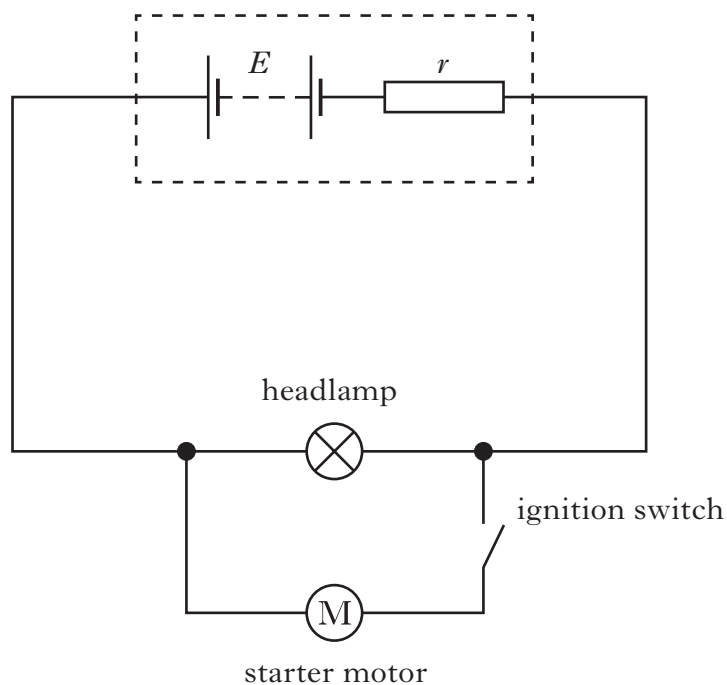 E r
headlamp
ignition switch
M
starter motor